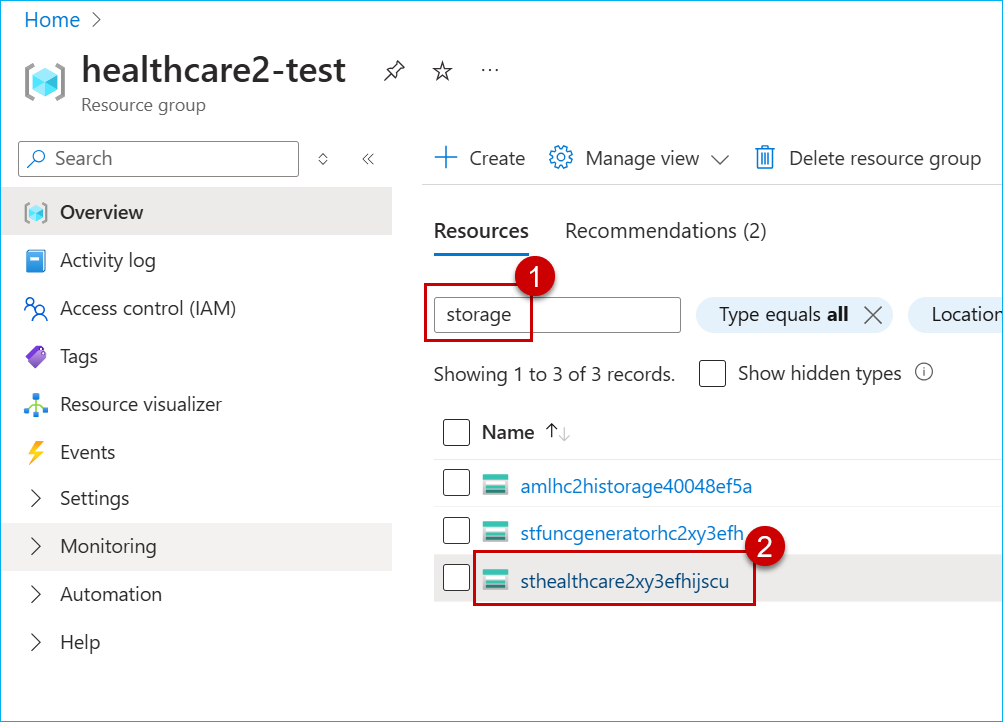 Home
healthcare2-test
Resource group
Search
Create
Manage view
Delete resource group
Overview
Activity log
Access control (IAM)
Tags
Resource visualizer
Events
Settings
Monitoring
Automation
Help
Resources
Recommendations (2)
1
storage
Type equals all
Location
Showing 1 to 3 of 3 records.
Show hidden types
Name
amlhc2historage40048ef5a
stfuncgeneratorhc2xy3efh
2
sthealthcare2xy3efhijscu